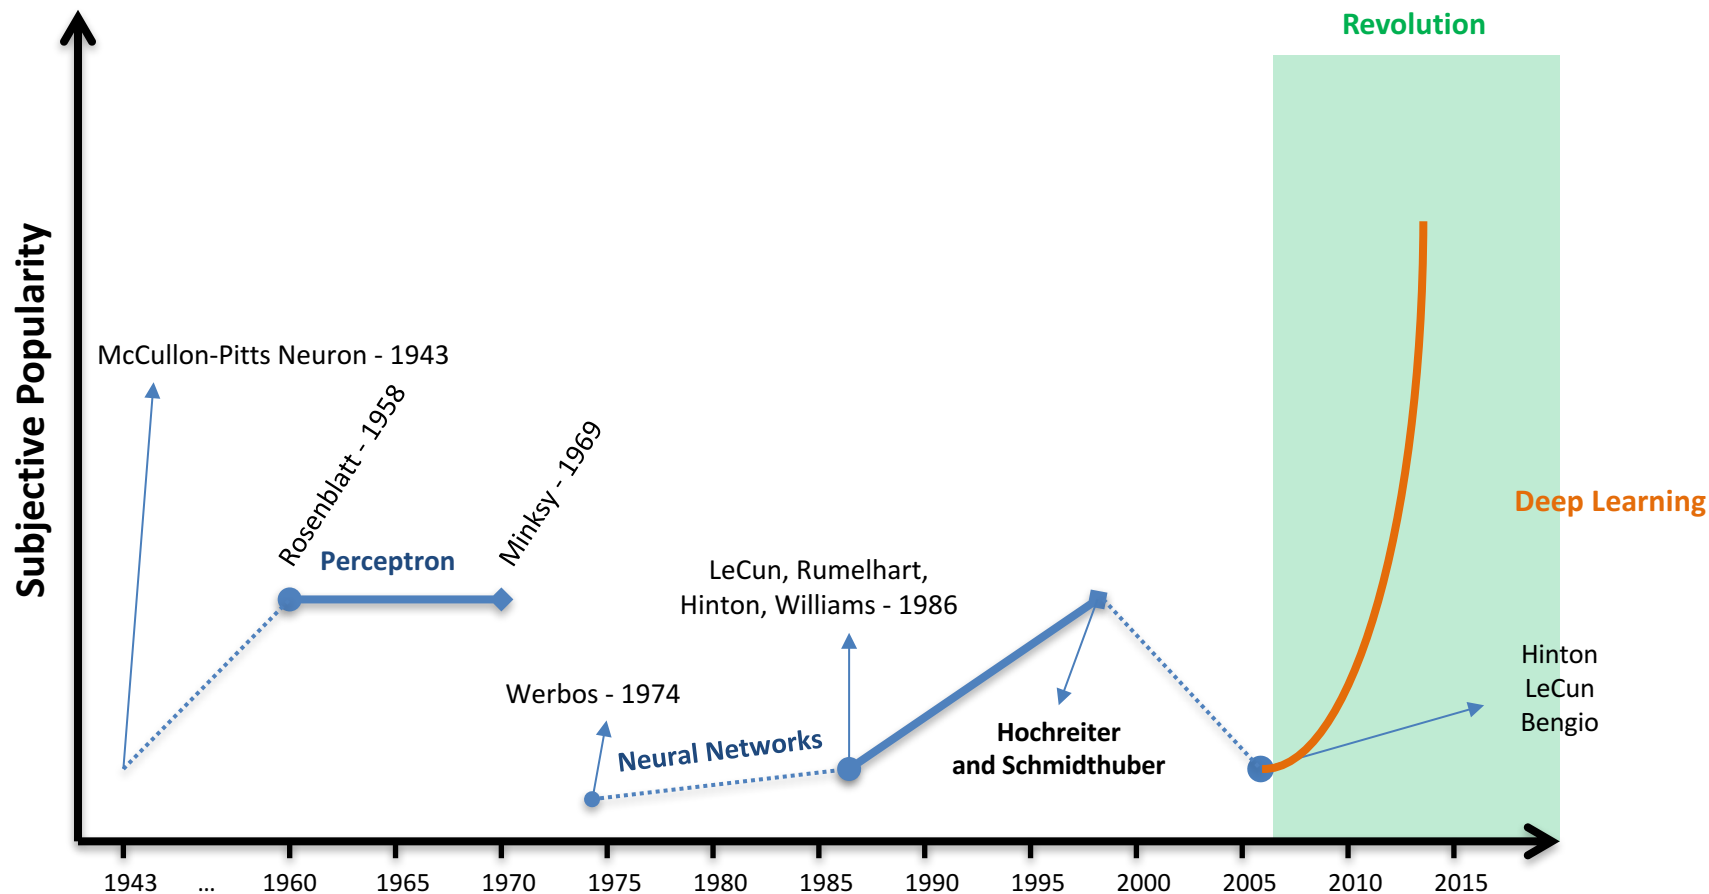 Revolution
Subjective Popularity
McCullon-Pitts Neuron - 1943
Rosenblatt - 1958
Minksy - 1969
Perceptron
Deep Learning
LeCun, Rumelhart,
Hinton, Williams - 1986
Werbos - 1974
Neural Networks
Hochreiter
and Schmidthuber
Hinton
LeCun
Bengio
1943 ... 1960 1965 1970 1975 1980 1985 1990 1995 2000 2005 2010 2015